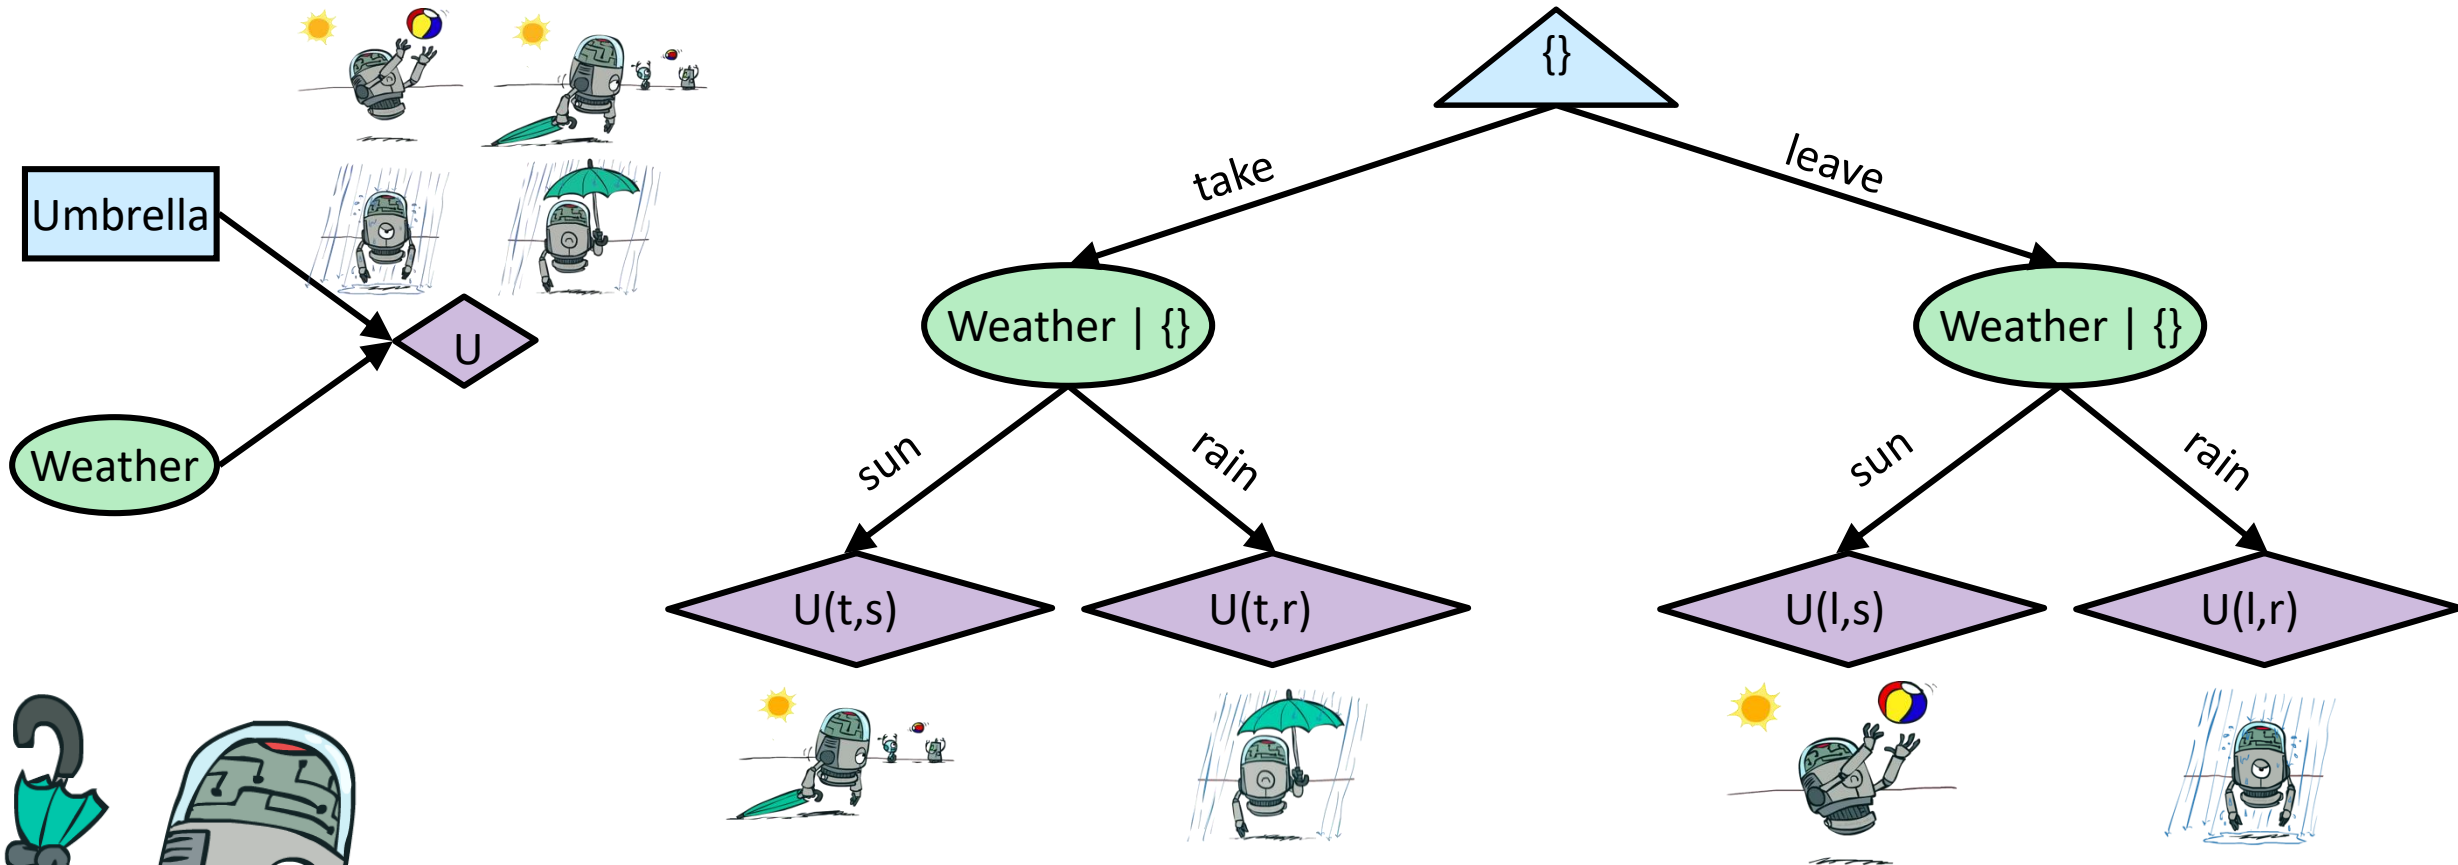 {}
take
leave
Umbrella
Weather | {}
Weather | {}
U
Weather
sun
rain
sun
rain
U(t,s)
U(t,r)
U(l,s)
U(l,r)